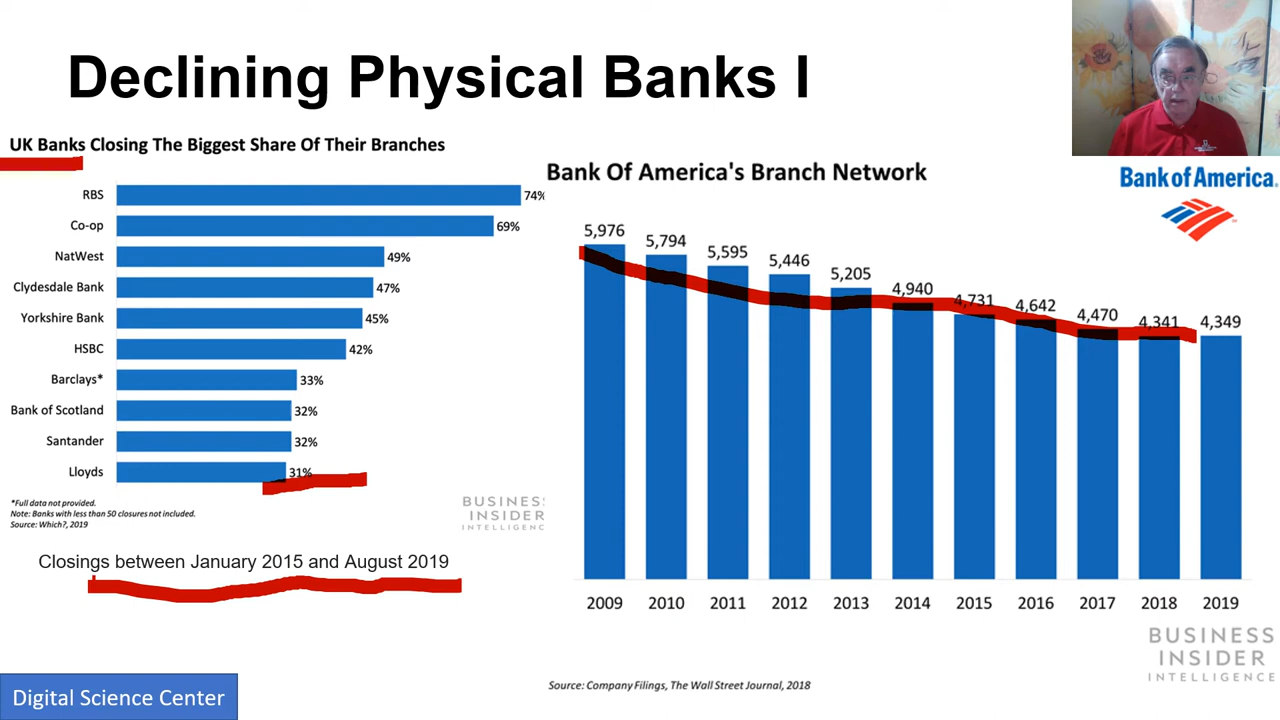 Declining Physical Banks I
UK Banks Closing The Biggest Share Of Their Branches
RBS 74%
Co-op 69%
NatWest 49%
Clydesdale Bank 47%
Yorkshire Bank 45%
HSBC 42%
Barclays* 33%
Bank of Scotland 32%
Santander 32%
Lloyds 31%
*Full data not provided.
Note: Banks with less than 50 closures not included.
Source: Which?, 2019
BUSINESS
INSIDER
INTELLIGENCE
Closings between January 2015 and August 2019
Bank Of America's Branch Network
Bank of America.
5,976 5,794 5,595 5,446 5,205 4,940 4,731 4,642 4,470 4,341 4,349
2009 2010 2011 2012 2013 2014 2015 2016 2017 2018 2019
BUSINESS
INSIDER
INTELLIGENCE
Source: Company Filings, The Wall Street Journal, 2018
Digital Science Center